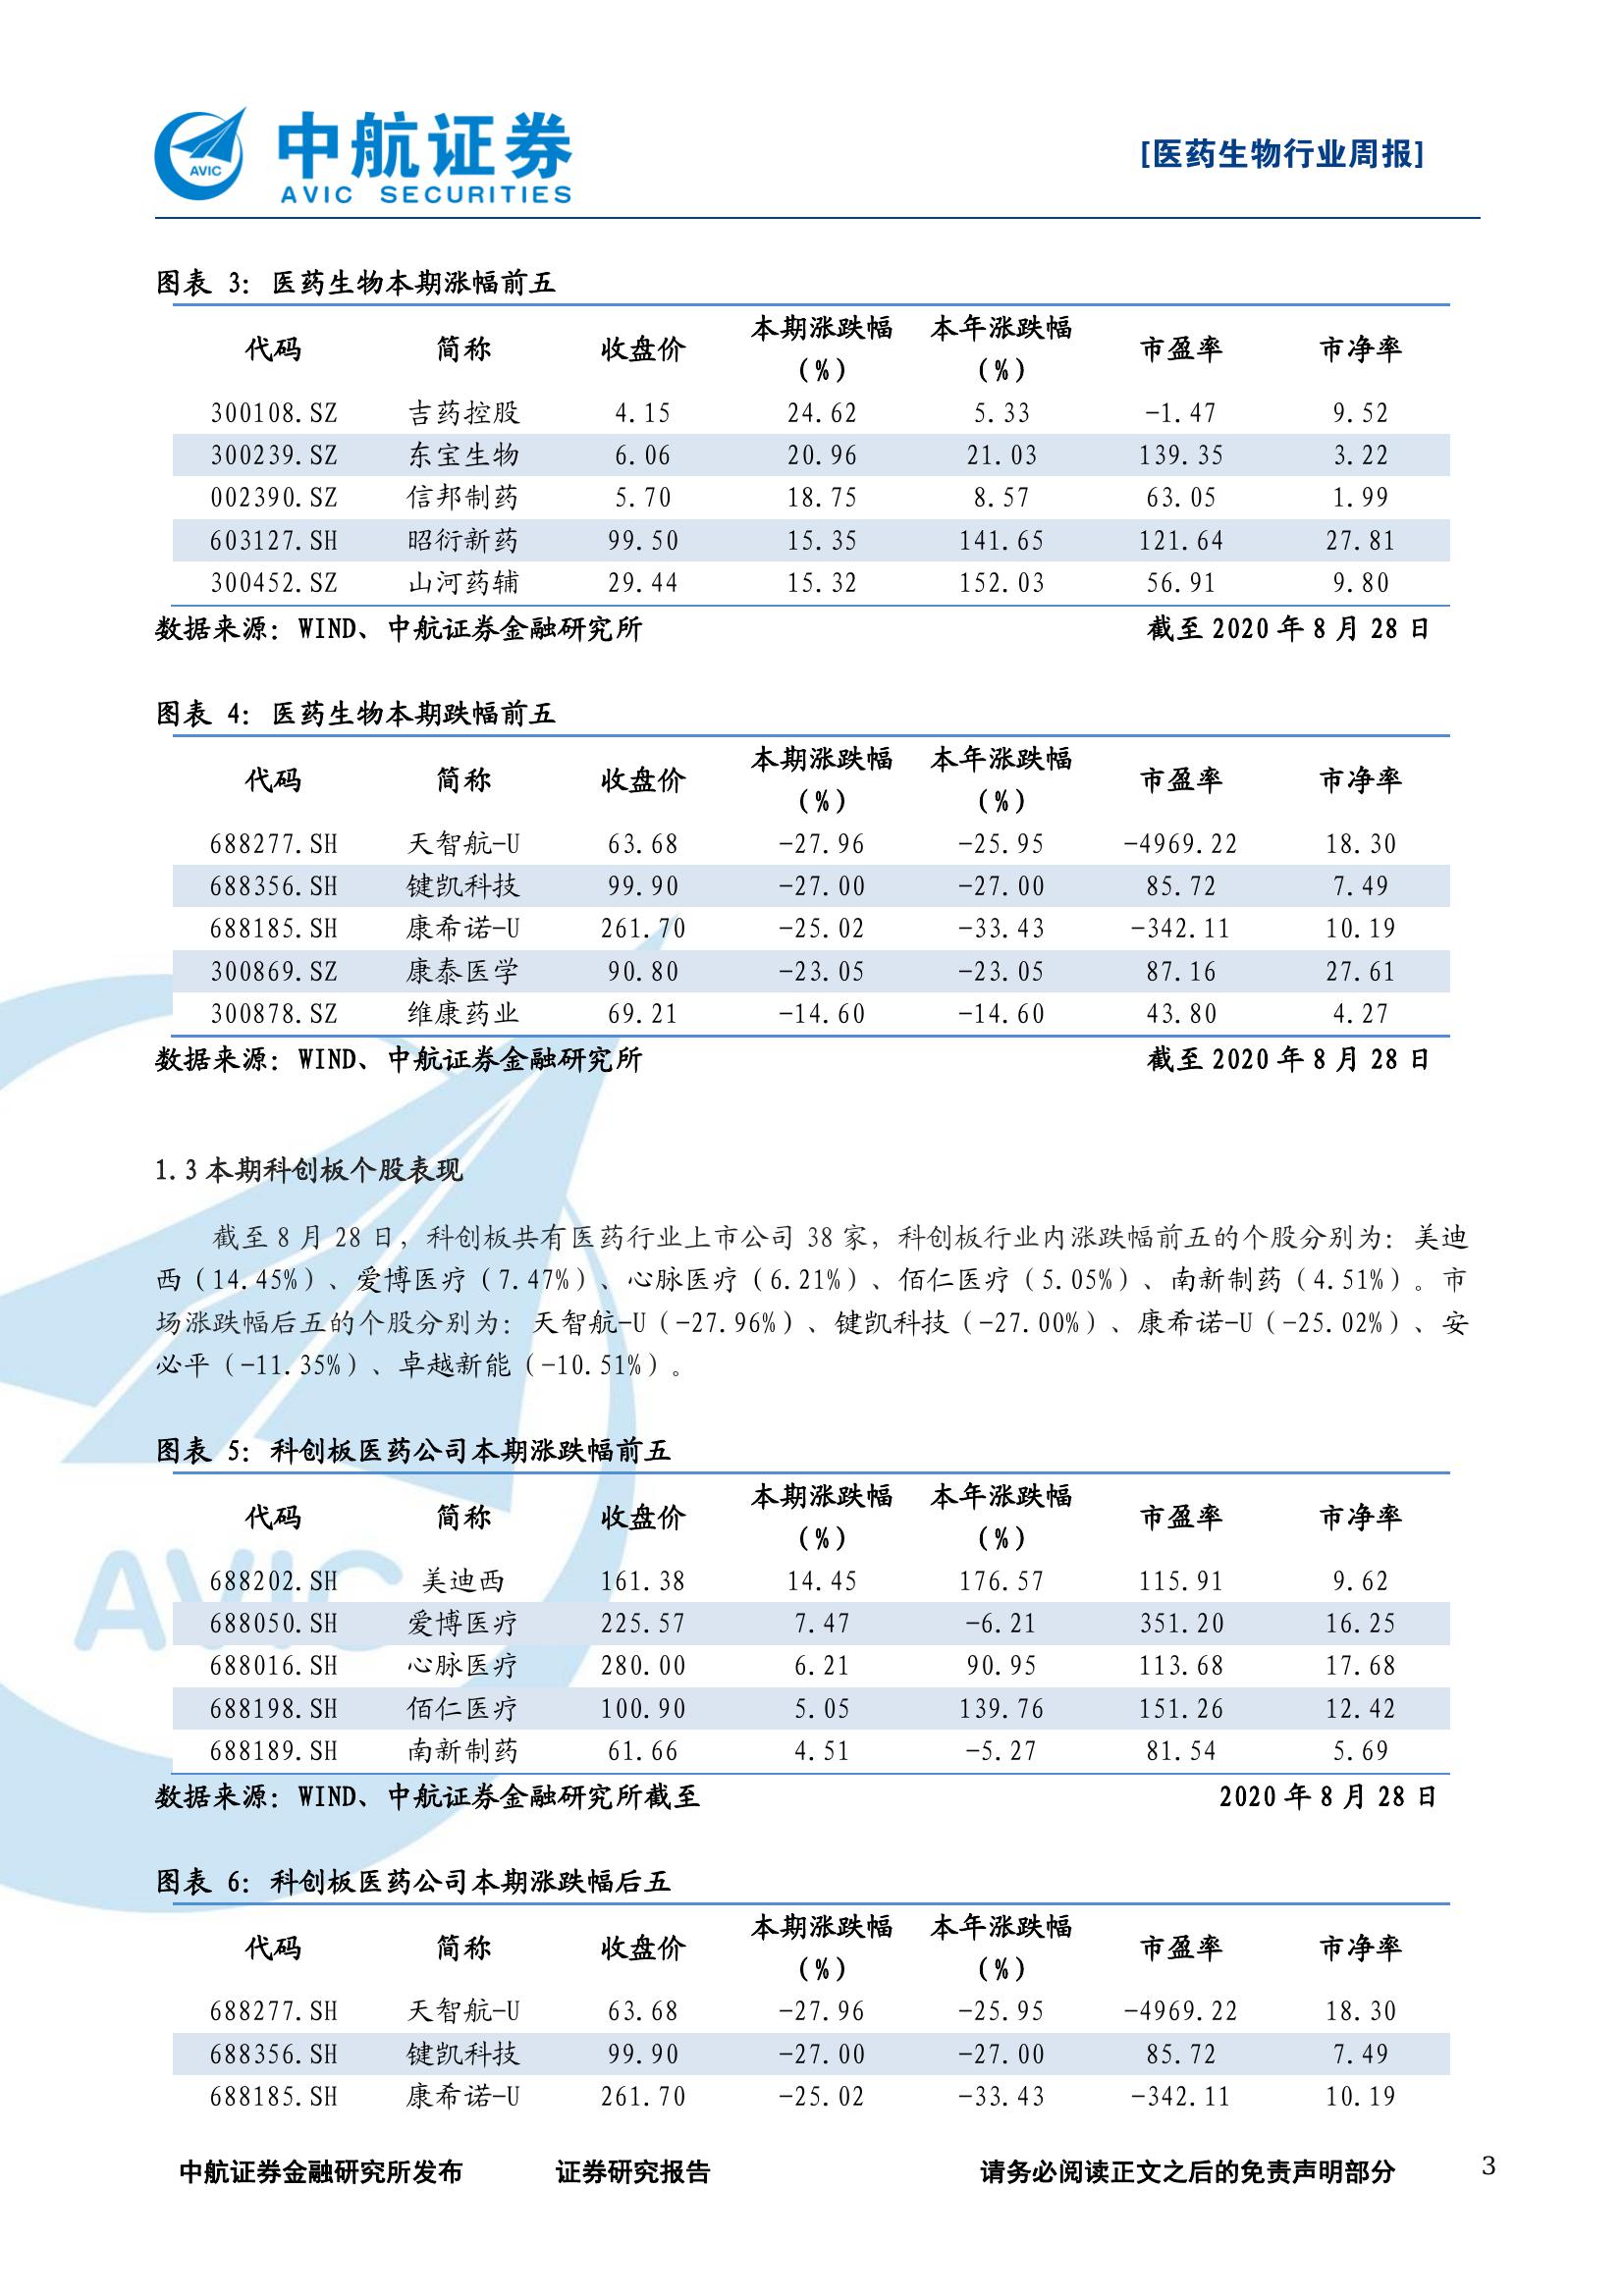 AVIC
中航证券
AVIC SECURITIES
[医药生物行业周报]
图表 3：医药生物本期涨幅前五
代码 简称 收盘价 本期涨跌幅（%） 本年涨跌幅（%） 市盈率 市净率
300108.SZ 吉药控股 4.15 24.62 5.33 -1.47 9.52
300239.SZ 东宝生物 6.06 20.96 21.03 139.35 3.22
002390.SZ 信邦制药 5.70 18.75 8.57 63.05 1.99
603127.SH 昭衍新药 99.50 15.35 141.65 121.64 27.81
300452.SZ 山河药辅 29.44 15.32 152.03 56.91 9.80
数据来源：WIND、中航证券金融研究所 截至 2020 年 8 月 28 日
图表 4：医药生物本期跌幅前五
代码 简称 收盘价 本期涨跌幅（%） 本年涨跌幅（%） 市盈率 市净率
688277.SH 天智航-U 63.68 -27.96 -25.95 -4969.22 18.30
688356.SH 键凯科技 99.90 -27.00 -27.00 85.72 7.49
688185.SH 康希诺-U 261.70 -25.02 -33.43 -342.11 10.19
300869.SZ 康泰医学 90.80 -23.05 -23.05 87.16 27.61
300878.SZ 维康药业 69.21 -14.60 -14.60 43.80 4.27
数据来源：WIND、中航证券金融研究所 截至 2020 年 8 月 28 日
1.3 本期科创板个股表现
截至 8 月 28 日，科创板共有医药行业上市公司 38 家，科创板行业内涨跌幅前五的个股分别为：美迪
西（14.45%）、爱博医疗（7.47%）、心脉医疗（6.21%）、佰仁医疗（5.05%）、南新制药（4.51%）。市
场涨跌幅后五的个股分别为：天智航-U（-27.96%）、键凯科技（-27.00%）、康希诺-U（-25.02%）、安
必平（-11.35%）、卓越新能（-10.51%）。
图表 5：科创板医药公司本期涨跌幅前五
代码 简称 收盘价 本期涨跌幅（%） 本年涨跌幅（%） 市盈率 市净率
688202.SH 美迪西 161.38 14.45 176.57 115.91 9.62
688050.SH 爱博医疗 225.57 7.47 -6.21 351.20 16.25
688016.SH 心脉医疗 280.00 6.21 90.95 113.68 17.68
688198.SH 佰仁医疗 100.90 5.05 139.76 151.26 12.42
688189.SH 南新制药 61.66 4.51 -5.27 81.54 5.69
数据来源：WIND、中航证券金融研究所截至 2020 年 8 月 28 日
图表 6：科创板医药公司本期涨跌幅后五
代码 简称 收盘价 本期涨跌幅（%） 本年涨跌幅（%） 市盈率 市净率
688277.SH 天智航-U 63.68 -27.96 -25.95 -4969.22 18.30
688356.SH 键凯科技 99.90 -27.00 -27.00 85.72 7.49
688185.SH 康希诺-U 261.70 -25.02 -33.43 -342.11 10.19
中航证券金融研究所发布 证券研究报告 请务必阅读正文之后的免责声明部分 3